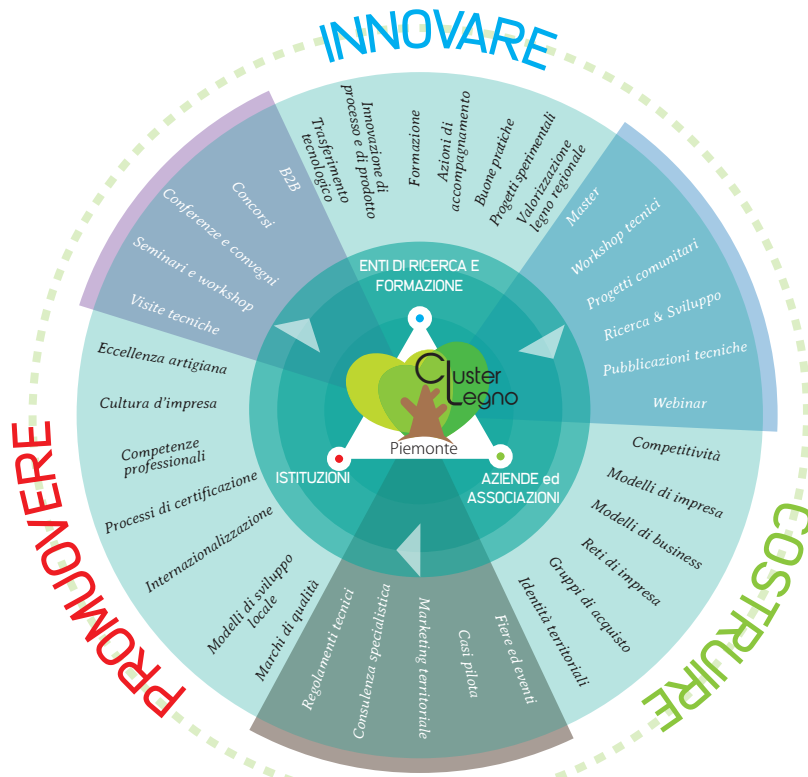 INNOVARE
Trasferimento
tecnologico
Innovazione di
processo e di prodotto
Formazione
Azioni di
accompagnamento
Buone pratiche
Progetti sperimentali
Valorizzazione
legno regionale
Master
Workshop tecnici
Progetti comunitari
Ricerca & Sviluppo
Pubblicazioni tecniche
Webinar
COSTRUIRE
Competitività
Modelli di impresa
Modelli di business
Reti di impresa
Gruppi di acquisto
Identità territoriali
Fiere ed eventi
Casi pilota
Marketing territoriale
Consulenza specialistica
Regolamenti tecnici
PROMUOVERE
Marchi di qualità
Modelli di sviluppo
locale
Internazionalizzazione
Processi di certificazione
Competenze
professionali
Cultura d'impresa
Eccellenza artigiana
Visite tecniche
Seminari e workshop
Conferenze e convegni
Concorsi
B2B
ENTI DI RICERCA E
FORMAZIONE
Cluster
Legno
Piemonte
ISTITUZIONI
AZIENDE ed
ASSOCIAZIONI